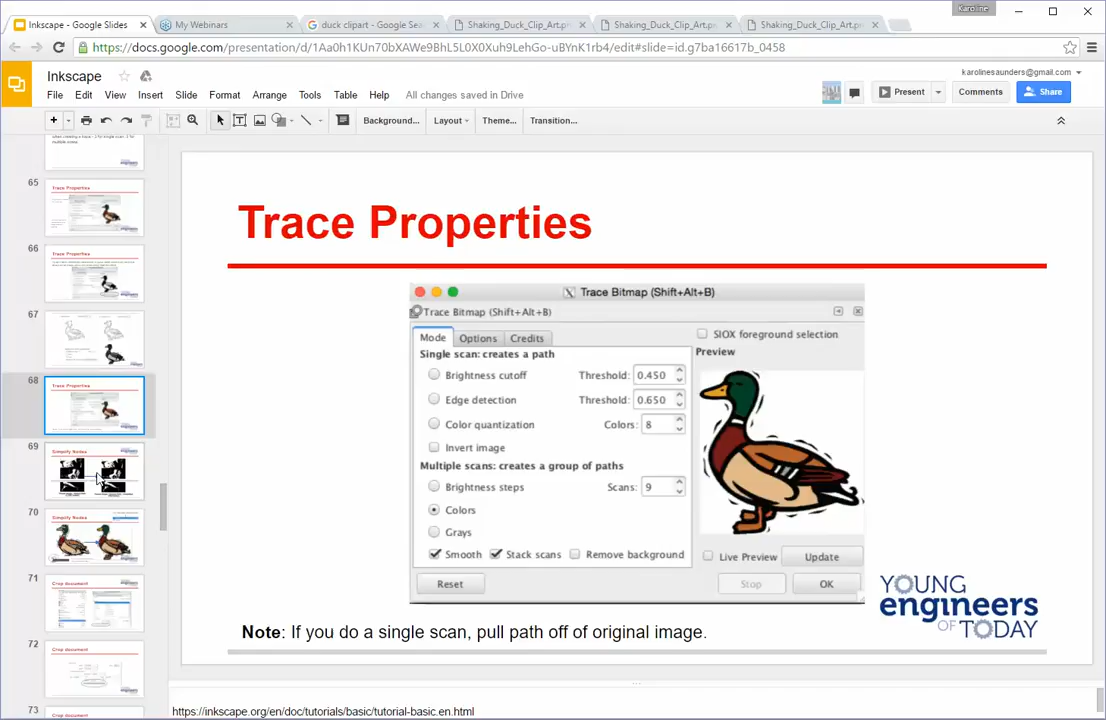 Karoline
Inkscape - Google Slides
My Webinars
duck clipart - Google Sea
Shaking_Duck_Clip_Art.pr
Shaking_Duck_Clip_Art.pr
Shaking_Duck_Clip_Art.pr
https://docs.google.com/presentation/d/1Aa0h1KUn70bXAWe9BhL5L0X0Xuh9LehGo-uBYnK1rb4/edit#slide=id.g7ba16617b_0458
Inkscape
karolinesaunders@gmail.com
File Edit View Insert Slide Format Arrange Tools Table Help All changes saved in Drive
Present Comments Share
Background... Layout Theme... Transition...
65
Trace Properties
66
Trace Properties
67
68
Trace Properties
69
Simplify Nodes
70
Simplify Nodes
71
Crop document
72
Crop document
73
Crop document
Trace Properties
Trace Bitmap (Shift+Alt+B)
Trace Bitmap (Shift+Alt+B)
Mode Options Credits
SIOX foreground selection
Preview
Single scan: creates a path
Brightness cutoff Threshold: 0.450
Edge detection Threshold: 0.650
Color quantization Colors: 8
Invert image
Multiple scans: creates a group of paths
Brightness steps Scans: 9
Colors
Grays
Smooth Stack scans Remove background
Live Preview Update
Reset Stop OK
YOUNG
engineers
OF TODAY
Note: If you do a single scan, pull path off of original image.
https://inkscape.org/en/doc/tutorials/basic/tutorial-basic.en.html